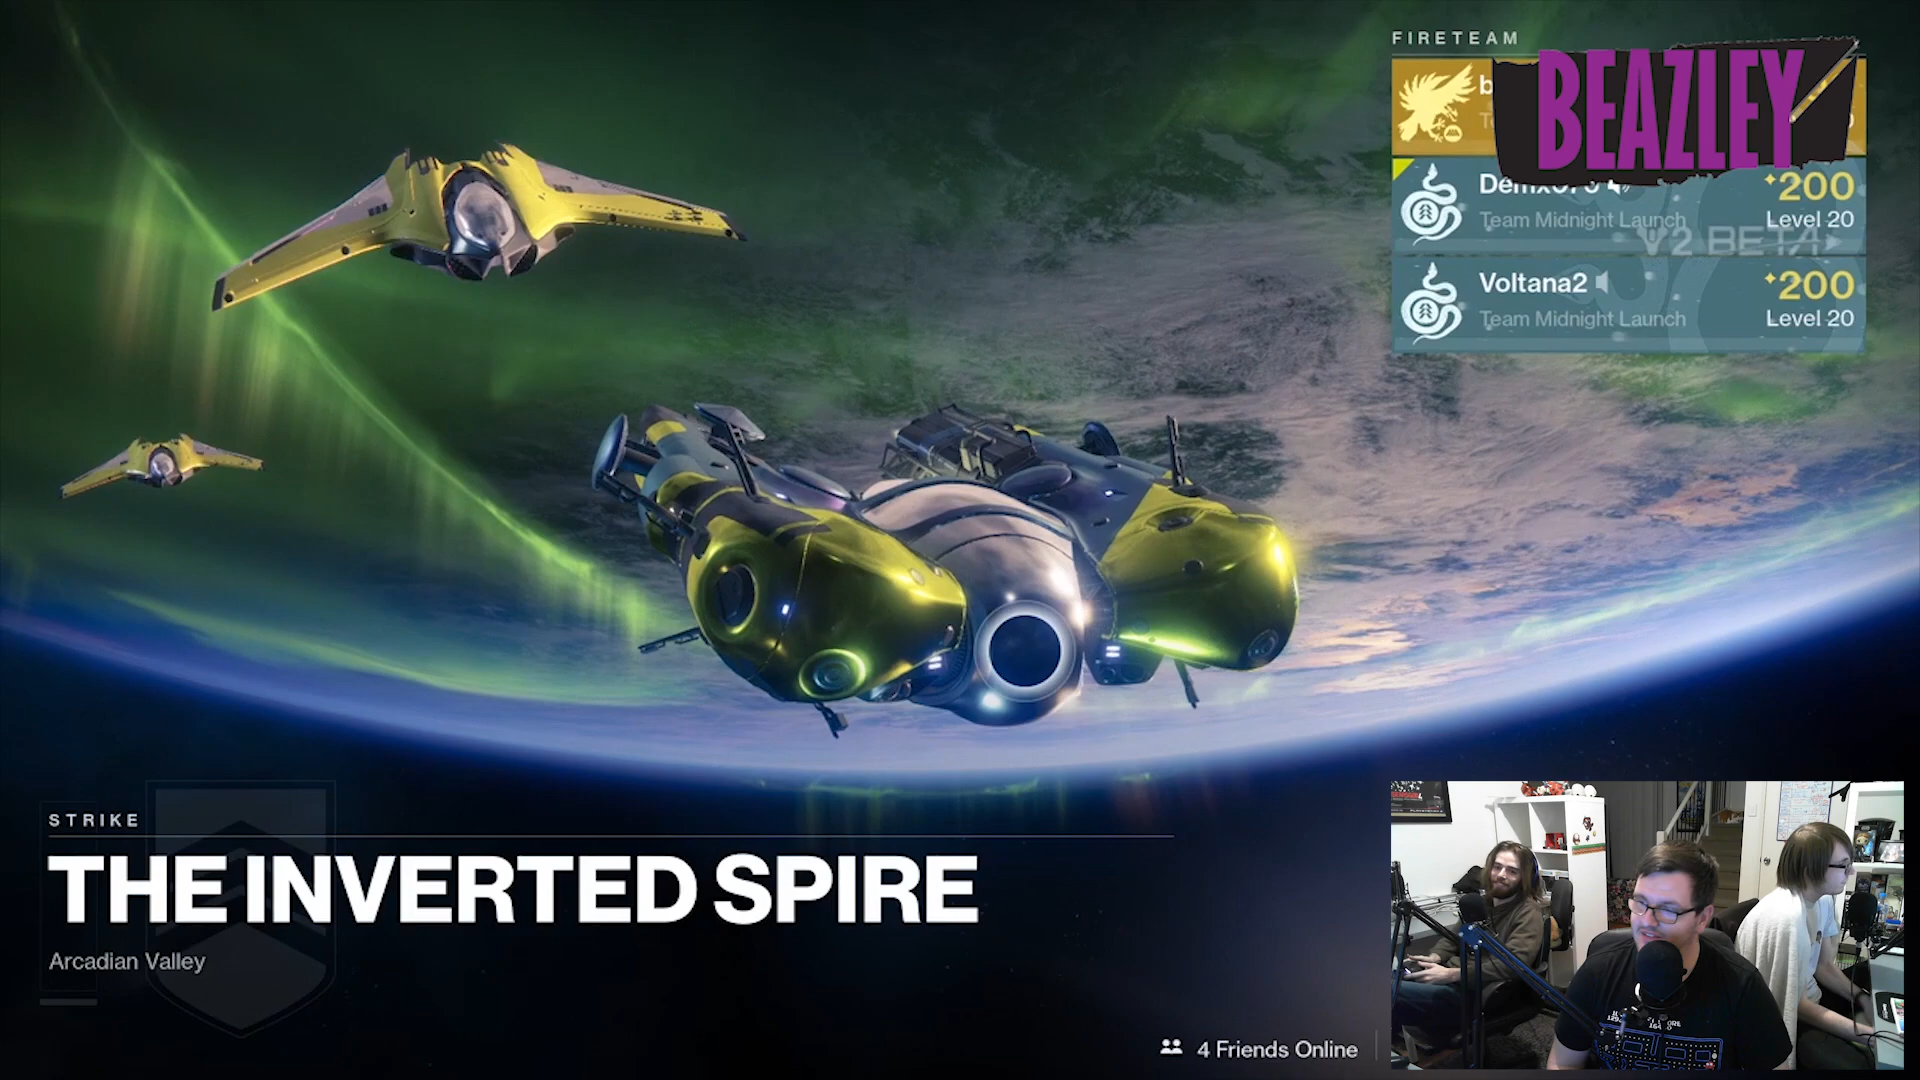 FIRETEAM
BEAZLEY
200
Team Midnight Launch
Level 20
BETA
Voltana2
200
Team Midnight Launch
Level 20
STRIKE
THE INVERTED SPIRE
Arcadian Valley
4 Friends Online